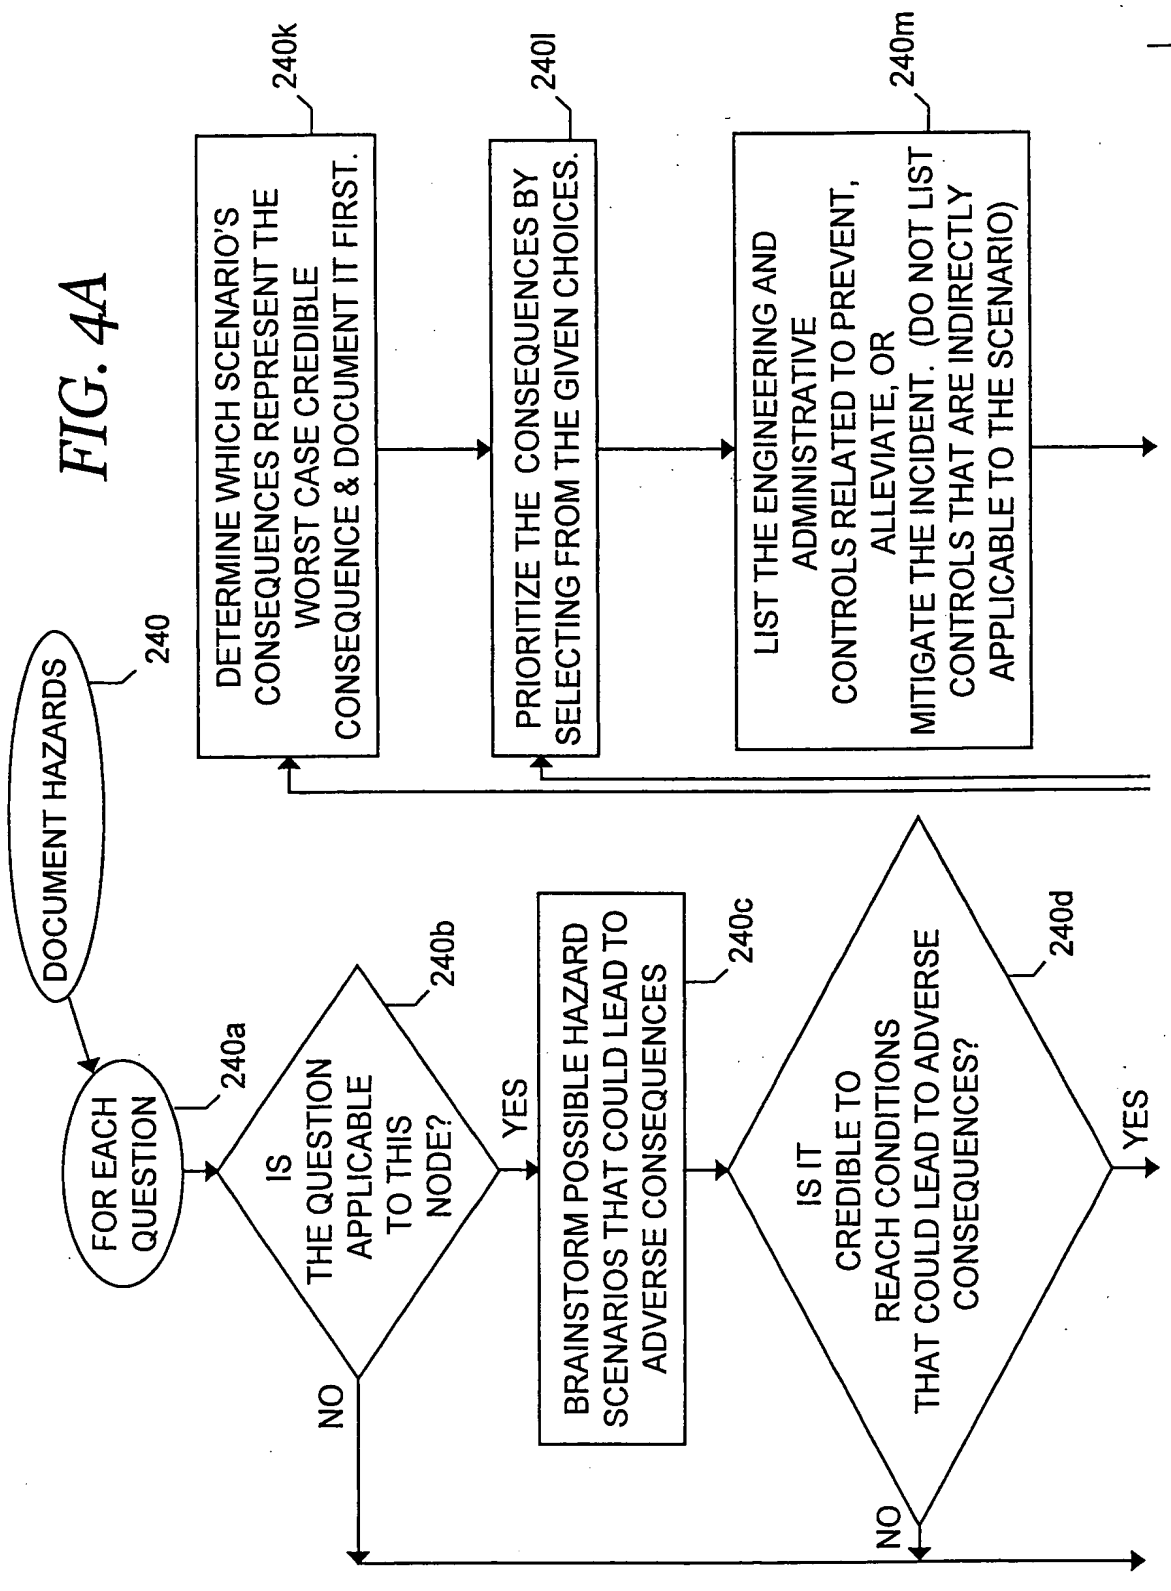 FIG. 4A
DOCUMENT HAZARDS
240
FOR EACH
QUESTION
240a
IS
THE QUESTION
APPLICABLE
TO THIS
NODE?
240b
NO
YES
BRAINSTORM POSSIBLE HAZARD
SCENARIOS THAT COULD LEAD TO
ADVERSE CONSEQUENCES
240c
IS IT
CREDIBLE TO
REACH CONDITIONS
THAT COULD LEAD TO ADVERSE
CONSEQUENCES?
240d
NO
YES
DETERMINE WHICH SCENARIO'S
CONSEQUENCES REPRESENT THE
WORST CASE CREDIBLE
CONSEQUENCE & DOCUMENT IT FIRST.
240k
PRIORITIZE THE CONSEQUENCES BY
SELECTING FROM THE GIVEN CHOICES.
240l
LIST THE ENGINEERING AND
ADMINISTRATIVE
CONTROLS RELATED TO PREVENT,
ALLEVIATE, OR
MITIGATE THE INCIDENT. (DO NOT LIST
CONTROLS THAT ARE INDIRECTLY
APPLICABLE TO THE SCENARIO)
240m